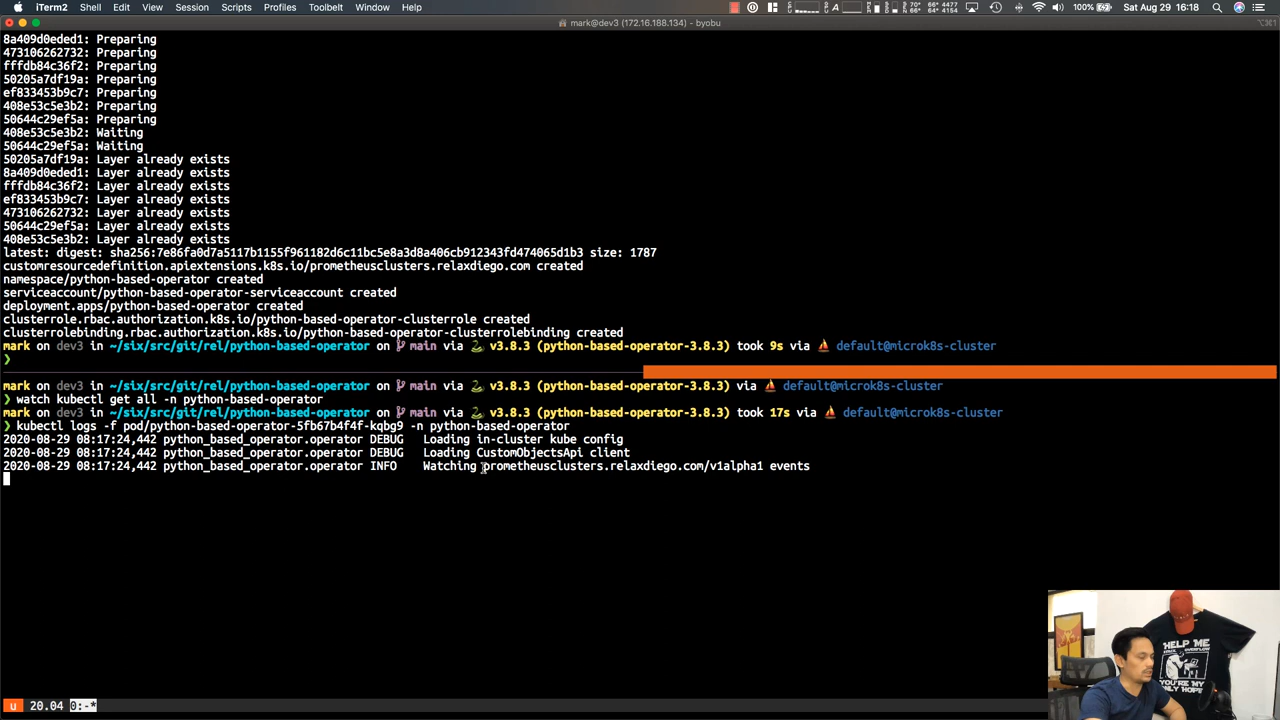 iTerm2 Shell Edit View Session Scripts Profiles Toolbelt Window Help 100% Sat Aug 29 16:18
mark@dev3 (172.16.188.134) - byobu
8a409d0eded1: Preparing
473106262732: Preparing
fffdb84c36f2: Preparing
50205a7df19a: Preparing
ef833453b9c7: Preparing
408e53c5e3b2: Preparing
50644c29ef5a: Preparing
408e53c5e3b2: Waiting
50644c29ef5a: Waiting
50205a7df19a: Layer already exists
8a409d0eded1: Layer already exists
fffdb84c36f2: Layer already exists
ef833453b9c7: Layer already exists
473106262732: Layer already exists
50644c29ef5a: Layer already exists
408e53c5e3b2: Layer already exists
latest: digest: sha256:7e86fa0d7a5117b1155f961182d6c11bc5e8a3d8a406cb912343fd474065d1b3 size: 1787
customresourcedefinition.apiextensions.k8s.io/prometheusclusters.relaxdiego.com created
namespace/python-based-operator created
serviceaccount/python-based-operator-serviceaccount created
deployment.apps/python-based-operator created
clusterrole.rbac.authorization.k8s.io/python-based-operator-clusterrole created
clusterrolebinding.rbac.authorization.k8s.io/python-based-operator-clusterrolebinding created
mark on dev3 in ~/six/src/git/rel/python-based-operator on main via v3.8.3 (python-based-operator-3.8.3) took 9s via default@microk8s-cluster
❯
mark on dev3 in ~/six/src/git/rel/python-based-operator on main via v3.8.3 (python-based-operator-3.8.3) via default@microk8s-cluster
❯ watch kubectl get all -n python-based-operator
mark on dev3 in ~/six/src/git/rel/python-based-operator on main via v3.8.3 (python-based-operator-3.8.3) took 17s via default@microk8s-cluster
❯ kubectl logs -f pod/python-based-operator-5fb67b4f4f-kqbg9 -n python-based-operator
2020-08-29 08:17:24,442 python_based_operator.operator DEBUG Loading in-cluster kube config
2020-08-29 08:17:24,442 python_based_operator.operator DEBUG Loading CustomObjectsApi client
2020-08-29 08:17:24,442 python_based_operator.operator INFO Watching prometheusclusters.relaxdiego.com/v1alpha1 events
HELP ME
YOU'RE MY
ONLY HOPE
u 20.04 0:-*